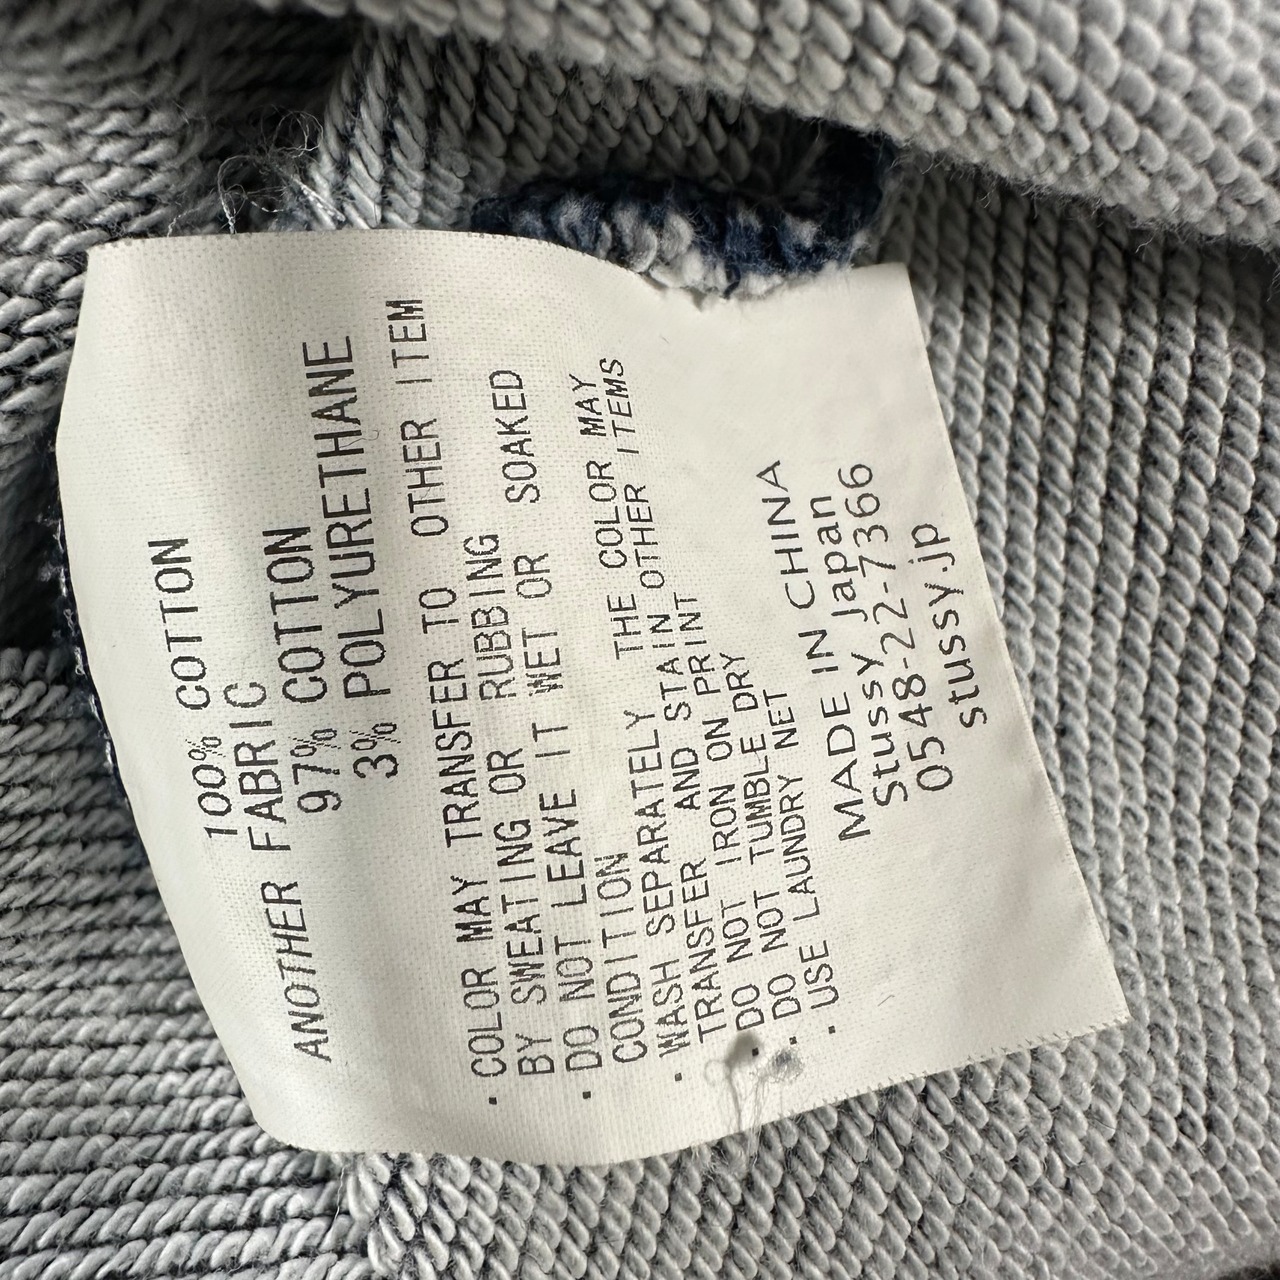 100% COTTON
ANOTHER FABRIC
97% COTTON
3% POLYURETHANE
· COLOR MAY TRANSFER TO OTHER ITEM
BY SWEATING OR RUBBING
· DO NOT LEAVE IT WET OR SOAKED
CONDITION
· WASH SEPARATELY THE COLOR MAY
TRANSFER AND STAIN OTHER ITEMS
· DO NOT IRON ON PRINT
· DO NOT TUMBLE DRY
· USE LAUNDRY NET
MADE IN CHINA
Stussy Japan
0548-22-7366
stussy.jp